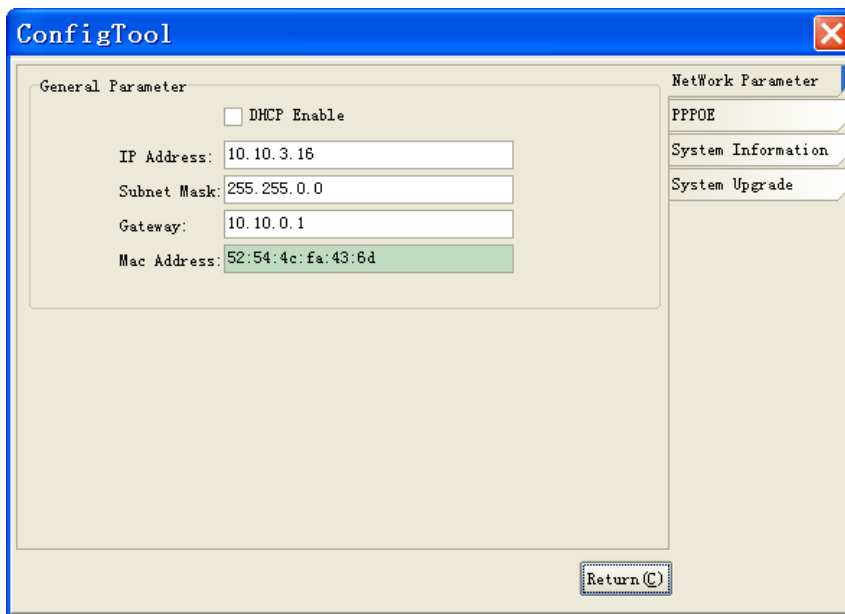 ConfigTool
General Parameter
DHCP Enable
IP Address: 10.10.3.16
Subnet Mask: 255.255.0.0
Gateway: 10.10.0.1
Mac Address: 52:54:4c:fa:43:6d
NetWork Parameter
PPPOE
System Information
System Upgrade
Return(C)